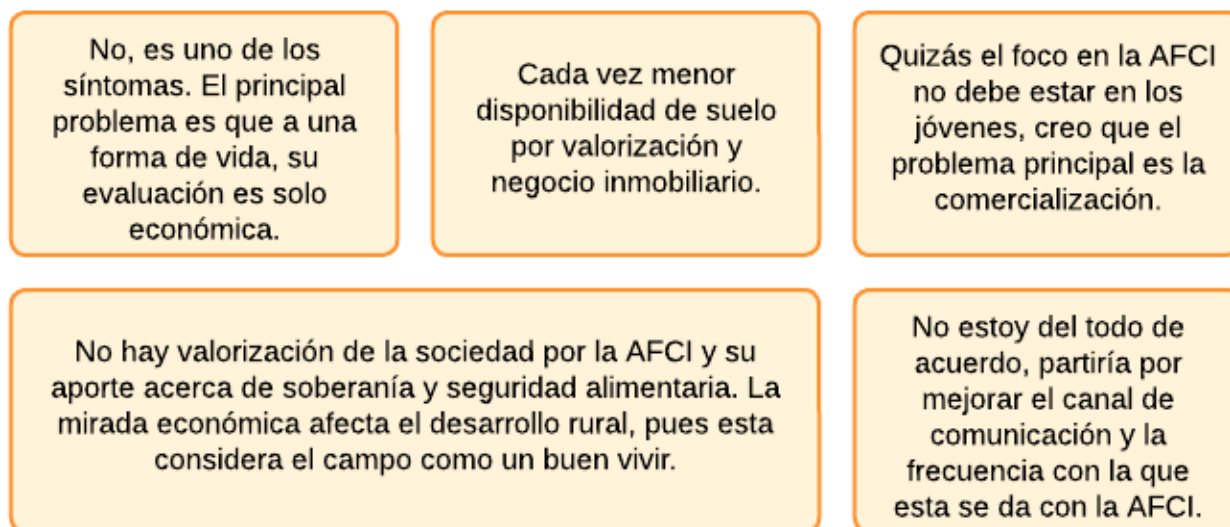 No, es uno de los
síntomas. El principal
problema es que a una
forma de vida, su
evaluación es solo
económica.
Cada vez menor
disponibilidad de suelo
por valorización y
negocio inmobiliario.
Quizás el foco en la AFCI
no debe estar en los
jóvenes, creo que el
problema principal es la
comercialización.
No hay valorización de la sociedad por la AFCI y su
aporte acerca de soberanía y seguridad alimentaria. La
mirada económica afecta el desarrollo rural, pues esta
considera el campo como un buen vivir.
No estoy del todo de
acuerdo, partiría por
mejorar el canal de
comunicación y la
frecuencia con la que
esta se da con la AFCI.